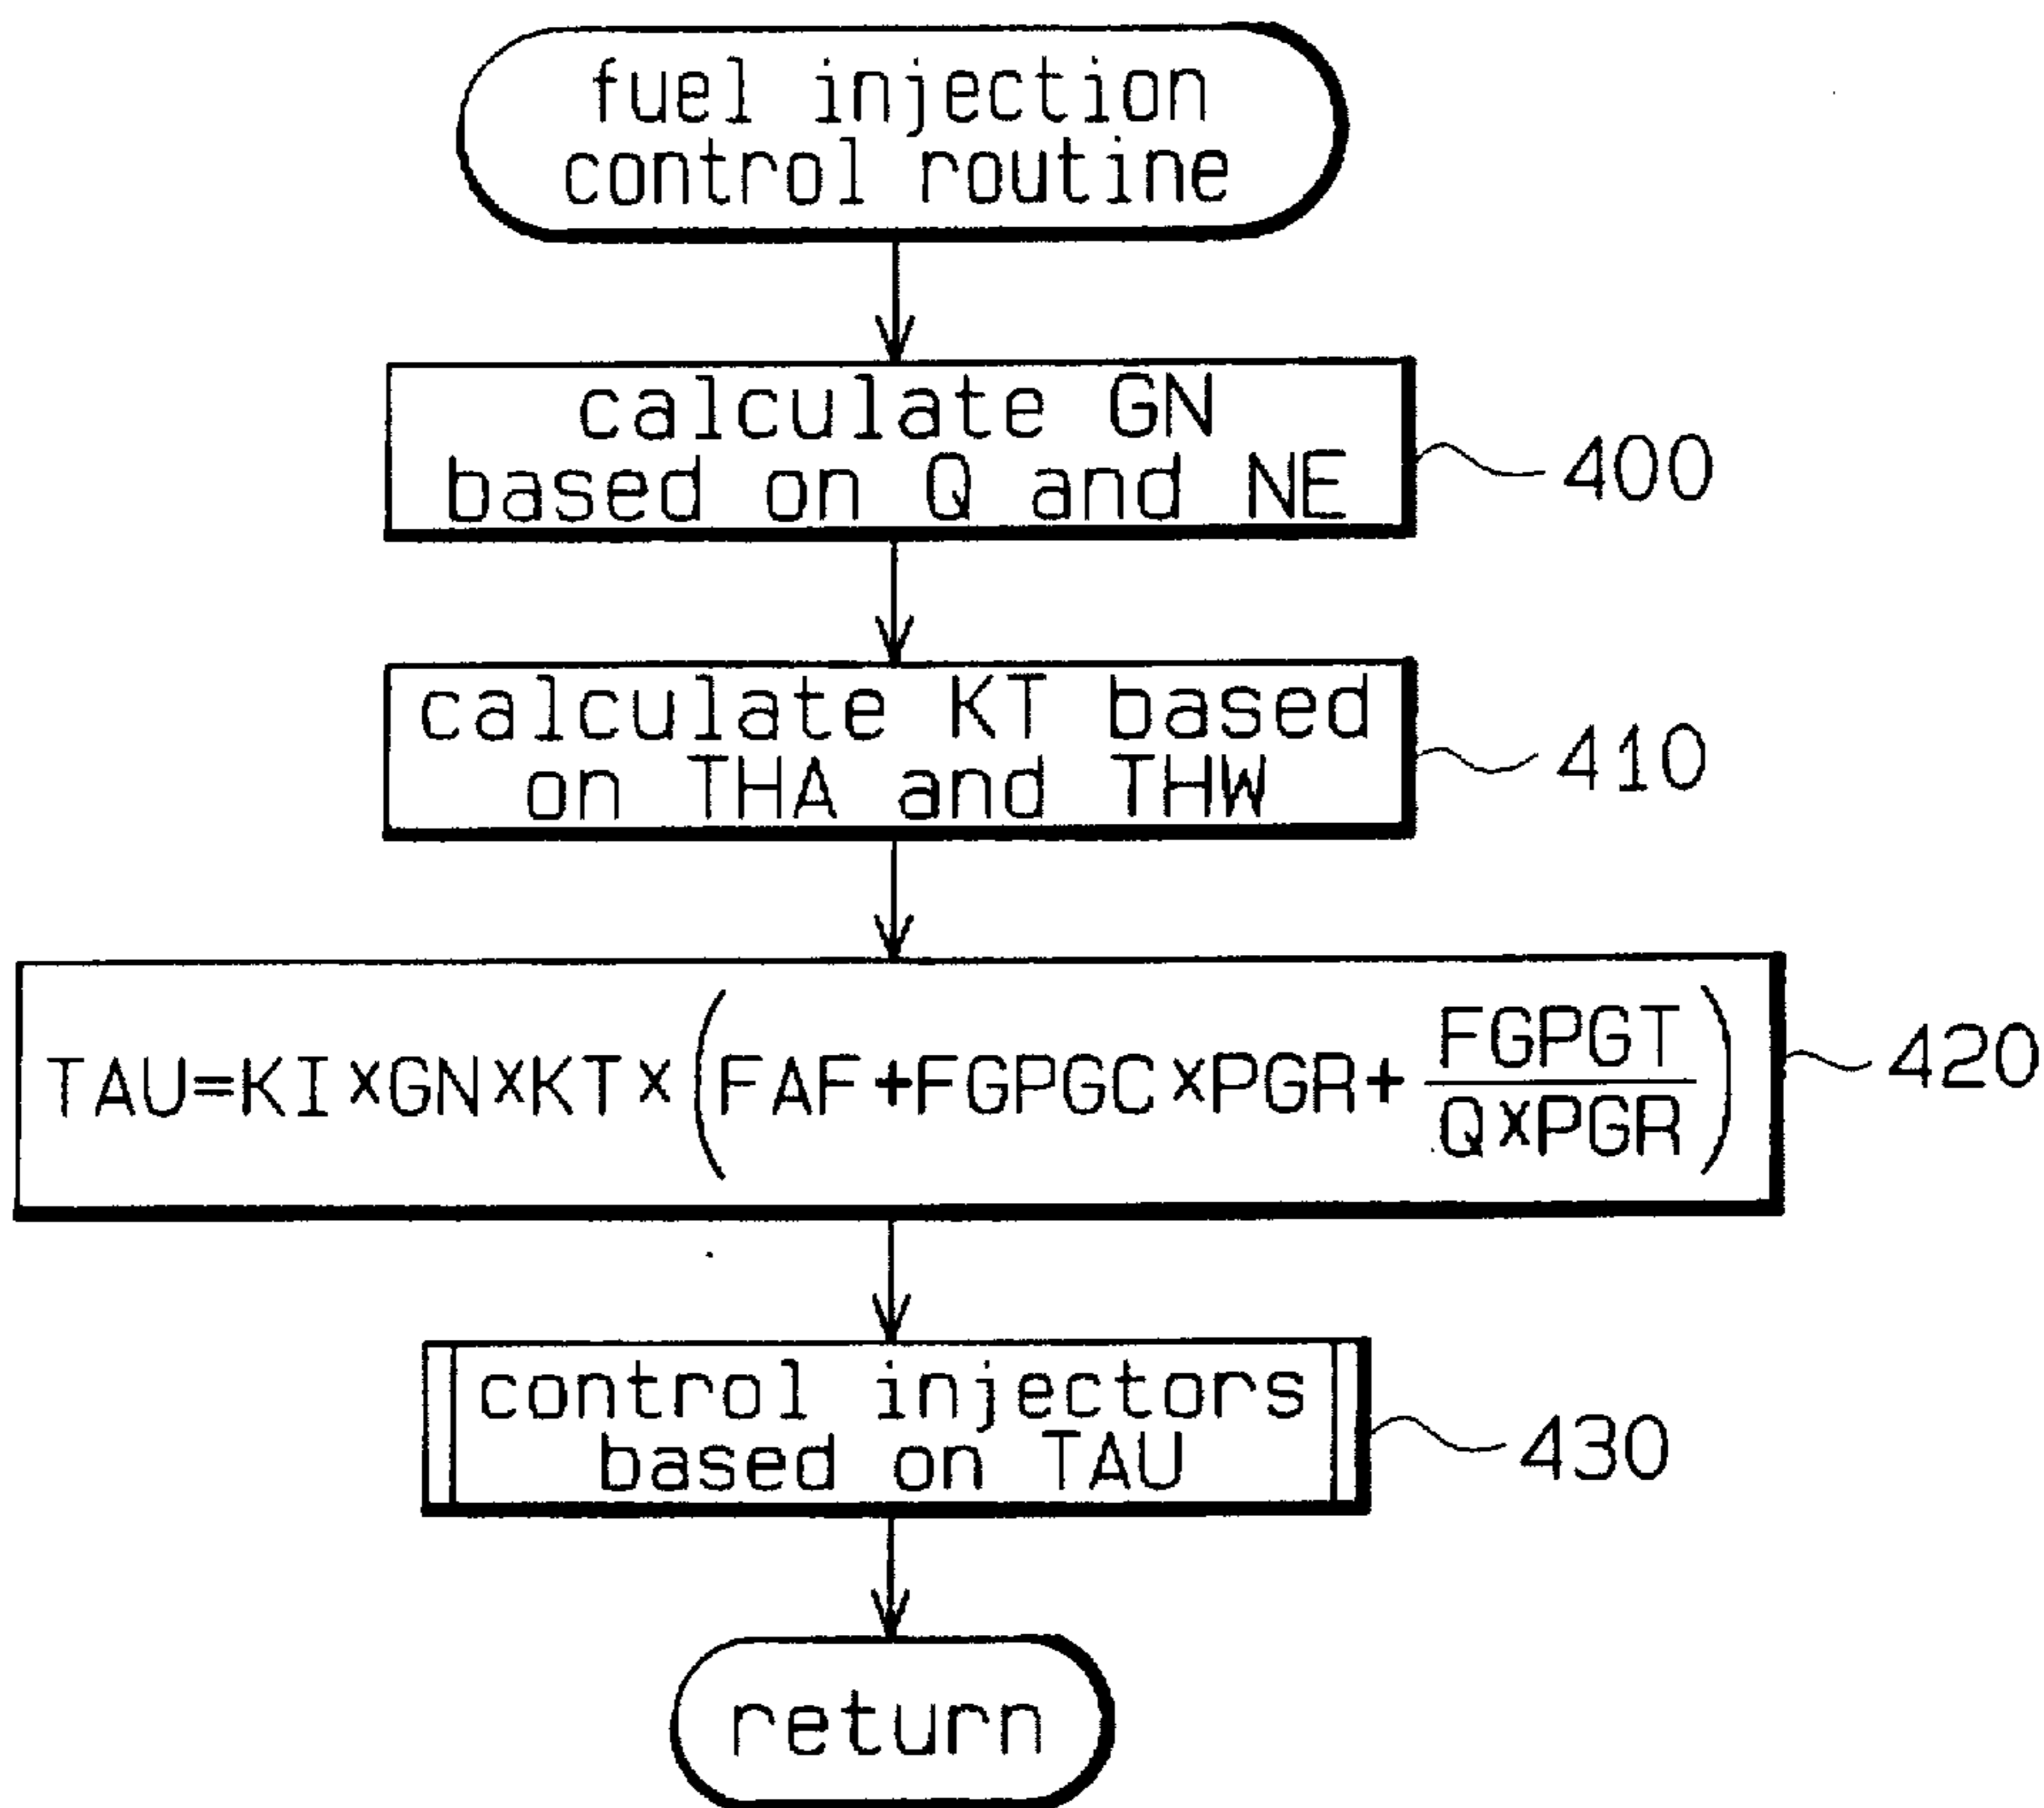 fuel injection
control routine
calculate GN
based on Q and NE
400
calculate KT based
on THA and THW
410
TAU=KI×GN×KT×(FAF+FGPGC×PGR+FGPGT/Q×PGR)
420
control injectors
based on TAU
430
return